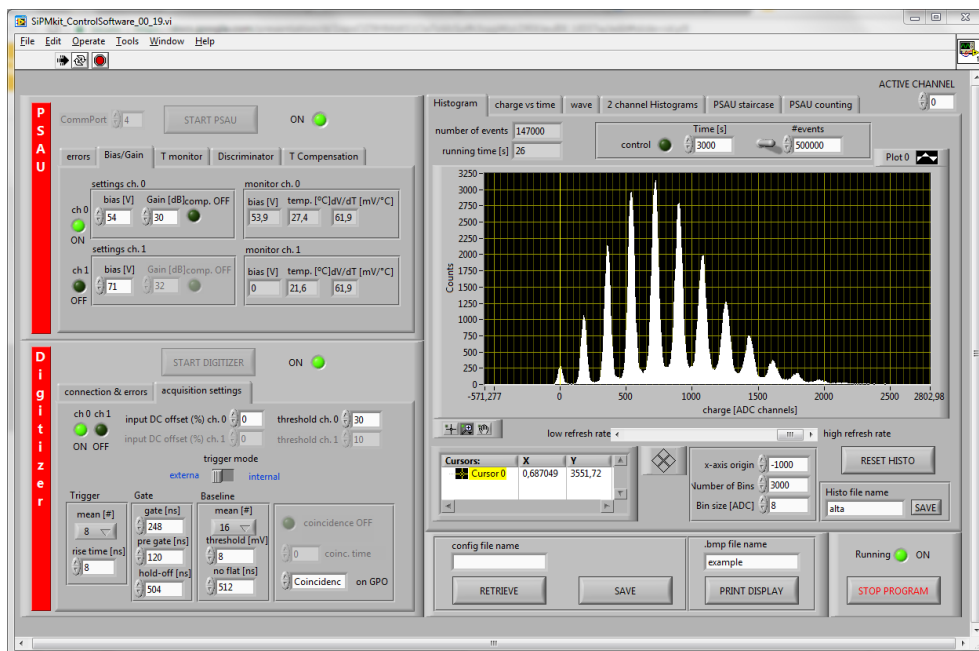 SiPMkit_ControlSoftware_00_19.vi
File Edit Operate Tools Window Help
ACTIVE CHANNEL
0
PSAU
CommPort 4 START PSAU ON
errors Bias/Gain T monitor Discriminator T Compensation
settings ch. 0 monitor ch. 0
ch 0 bias [V] Gain [dB] comp. OFF bias [V] temp. [°C] dV/dT [mV/°C]
54 30 53,9 27,4 61,9
ON
settings ch. 1 monitor ch. 1
ch 1 bias [V] Gain [dB] comp. OFF bias [V] temp. [°C] dV/dT [mV/°C]
71 32 0 21,6 61,9
OFF
Digitizer
START DIGITIZER ON
connection & errors acquisition settings
ch 0 ch 1 input DC offset (%) ch. 0 0 threshold ch. 0 30
ON OFF input DC offset (%) ch. 1 0 threshold ch. 1 10
trigger mode
externa internal
Trigger Gate Baseline
mean [#] gate [ns] mean [#]
8 248 16
coincidence OFF
pre gate [ns] threshold [mV]
rise time [ns] 120 8
0 coinc. time
8 hold-off [ns] no flat [ns]
504 512
Coincidenc on GPO
Histogram charge vs time wave 2 channel Histograms PSAU staircase PSAU counting
number of events 147000
running time [s] 26
Time [s] #events
control 3000 500000
Plot 0
3250
3000
2750
2500
2250
2000
1750
1500
1250
1000
750
500
250
0
Counts
-571,277 0 500 1000 1500 2000 2500 2802,98
charge [ADC channels]
low refresh rate high refresh rate
Cursors: X Y
Cursor 0 0,687049 3551,72
x-axis origin -1000
Number of Bins 3000
Bin size [ADC] 8
RESET HISTO
Histo file name
alta SAVE
config file name
RETRIEVE SAVE
.bmp file name
example
PRINT DISPLAY
Running ON
STOP PROGRAM